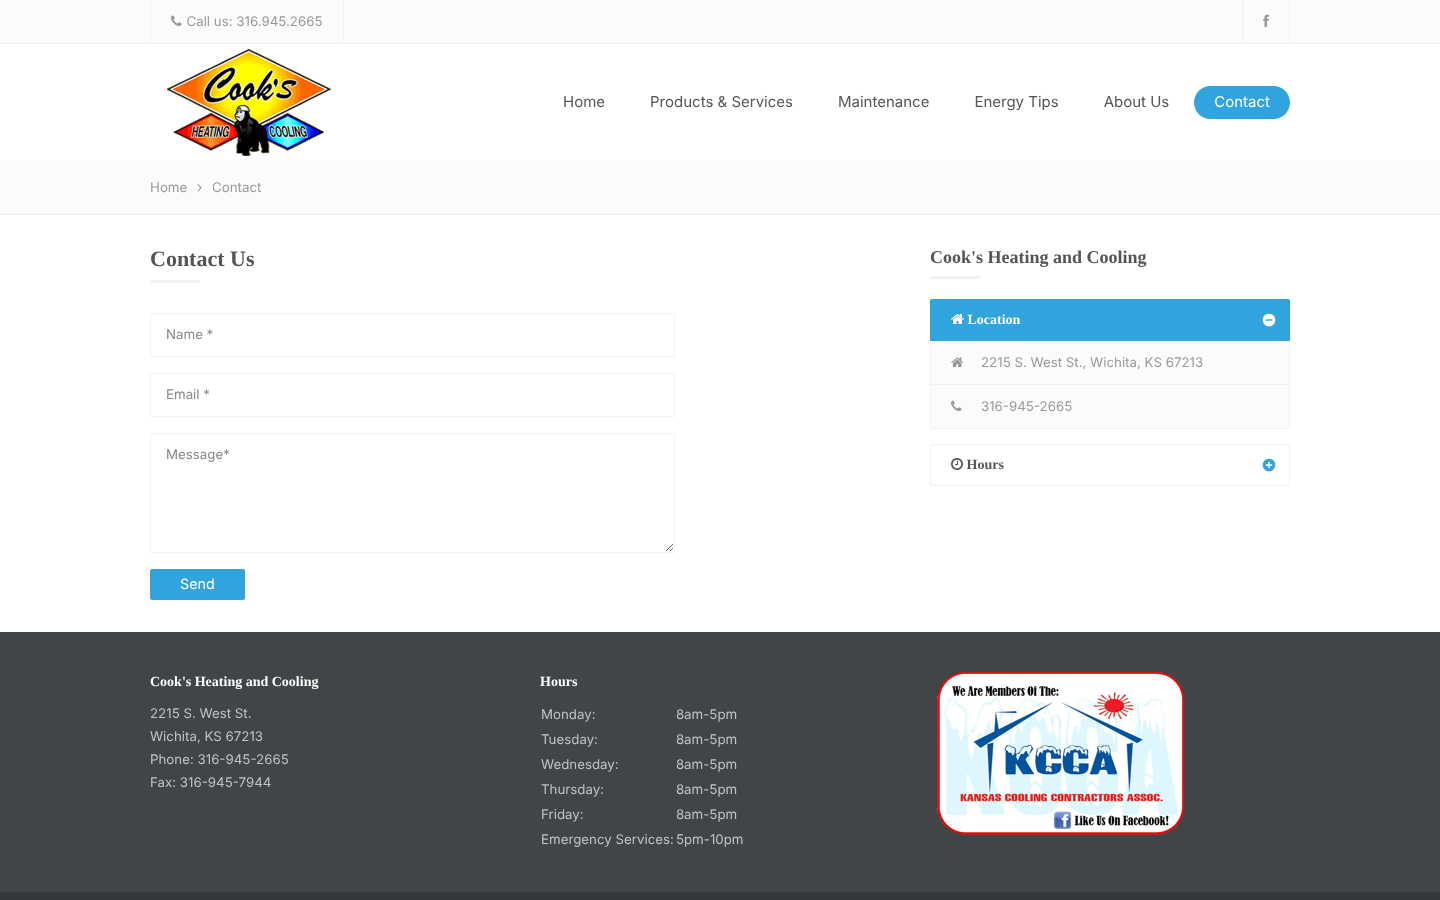 Call us: 316.945.2665
Cook's
HEATING COOLING
Home
Products & Services
Maintenance
Energy Tips
About Us
Contact
Home > Contact
Contact Us
Name *
Email *
Message*
Send
Cook's Heating and Cooling
Location
2215 S. West St., Wichita, KS 67213
316-945-2665
Hours
Cook's Heating and Cooling
2215 S. West St.
Wichita, KS 67213
Phone: 316-945-2665
Fax: 316-945-7944
Hours
Monday: 8am-5pm
Tuesday: 8am-5pm
Wednesday: 8am-5pm
Thursday: 8am-5pm
Friday: 8am-5pm
Emergency Services: 5pm-10pm
We Are Members Of The:
KCCA
KANSAS COOLING CONTRACTORS ASSOC.
Like Us On Facebook!